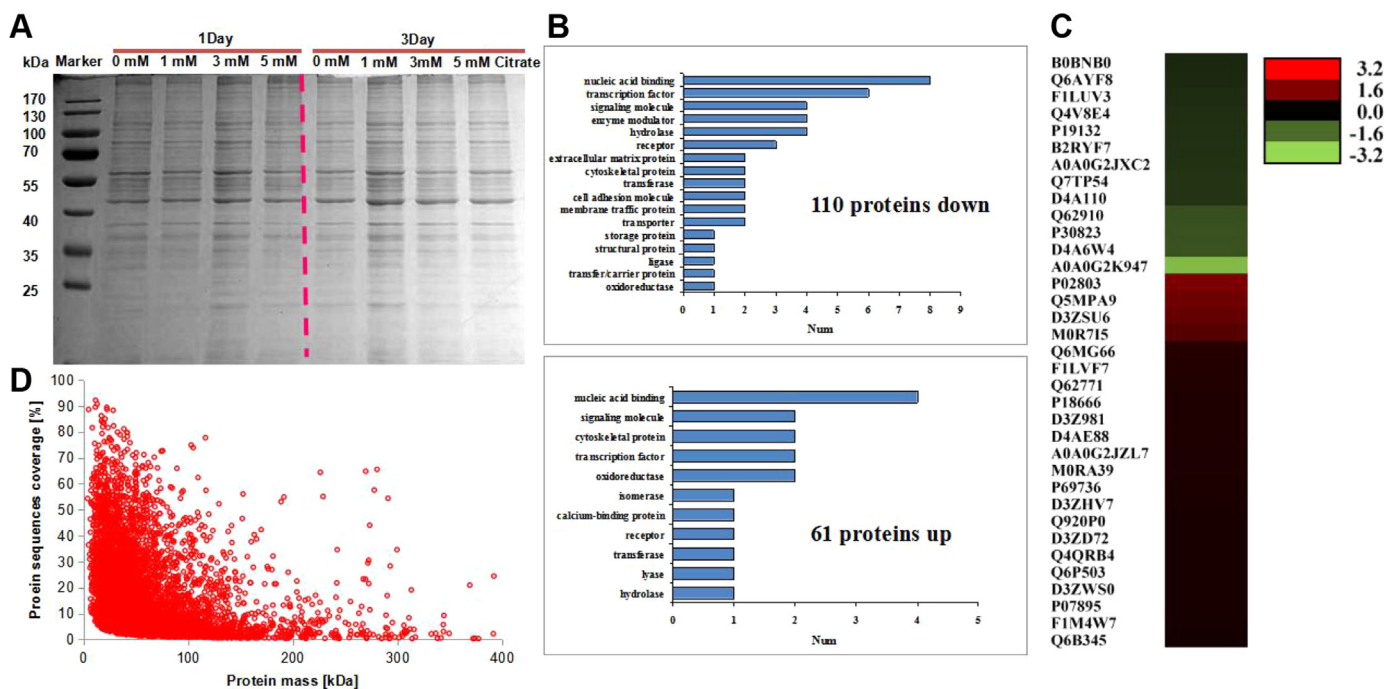 A
1Day
3Day
kDa Marker 0 mM 1 mM 3 mM 5 mM 0 mM 1 mM 3mM 5 mM Citrate
170
130
100
70
55
40
35
25
B
nucleic acid binding
transcription factor
signaling molecule
enzyme modulator
hydrolase
receptor
extracellular matrix protein
cytoskeletal protein
transferase
cell adhesion molecule
membrane traffic protein
transporter
storage protein
structural protein
ligase
transfer/carrier protein
oxidoreductase
110 proteins down
0 1 2 3 4 5 6 7 8 9
Num
nucleic acid binding
signaling molecule
cytoskeletal protein
transcription factor
oxidoreductase
isomerase
calcium-binding protein
receptor
transferase
lyase
hydrolase
61 proteins up
0 1 2 3 4 5
Num
C
B0BNB0
Q6AYF8
F1LUV3
Q4V8E4
P19132
B2RYF7
A0A0G2JXC2
Q7TP54
D4A110
Q62910
P30823
D4A6W4
A0A0G2K947
P02803
Q5MPA9
D3ZSU6
M0R7I5
Q6MG66
F1LVF7
Q62771
P18666
D3Z981
D4AE88
A0A0G2JZL7
M0RA39
P69736
D3ZHV7
Q920P0
D3ZD72
Q4QRB4
Q6P503
D3ZWS0
P07895
F1M4W7
Q6B345
3.2
1.6
0.0
-1.6
-3.2
D
Proein sequences coverage [%]
100
90
80
70
60
50
40
30
20
10
0
0 100 200 300 400
Protein mass [kDa]